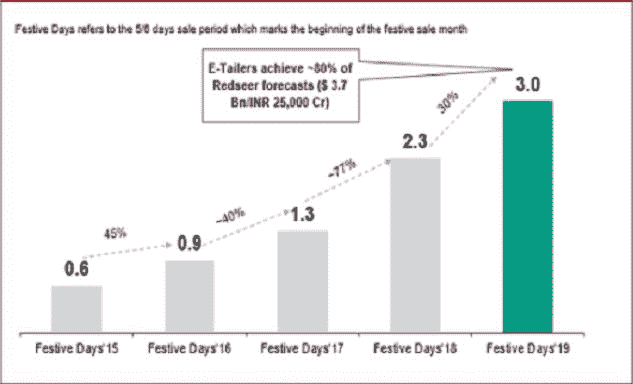 Festive Days refers to the 5/6 days sale period which marks the beginning of the festive sale month
E-Tailers achieve ~80% of
Redseer forecasts ($ 3.7
Bn/INR 25,000 Cr)
30%
3.0
2.3
~77%
1.3
~40%
0.9
45%
0.6
Festive Days'15
Festive Days'16
Festive Days'17
Festive Days'18
Festive Days'19